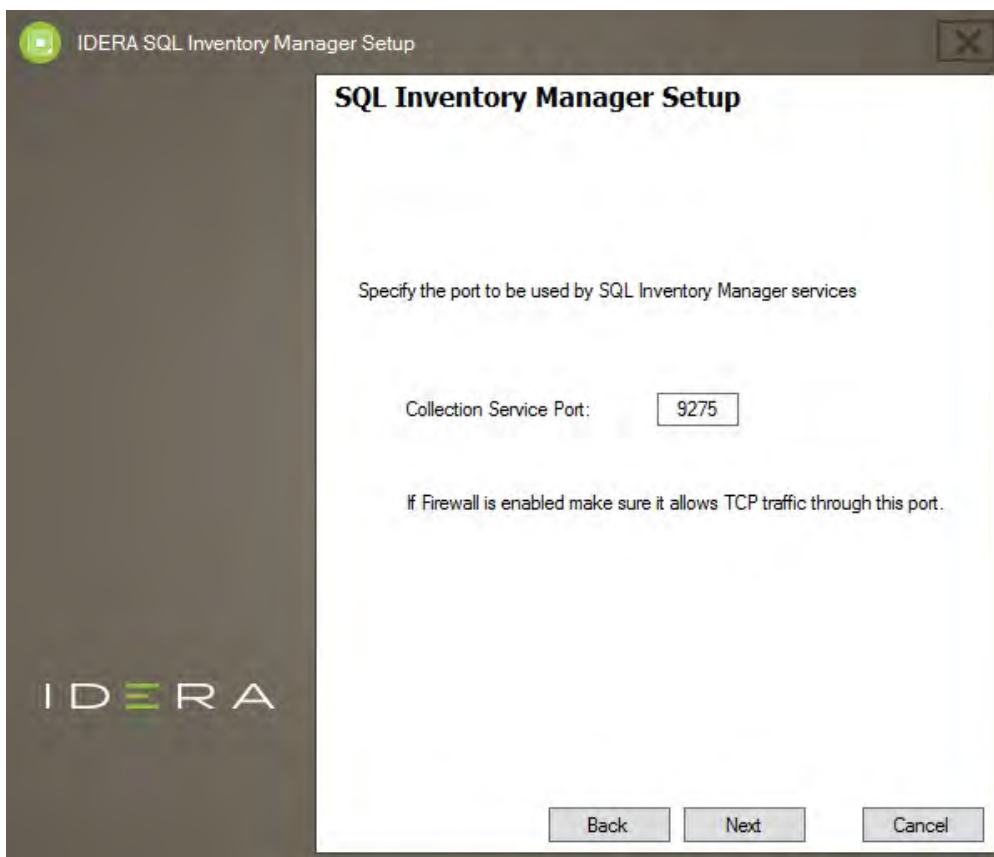 IDERA SQL Inventory Manager Setup
SQL Inventory Manager Setup
Specify the port to be used by SQL Inventory Manager services
Collection Service Port: 9275
If Firewall is enabled make sure it allows TCP traffic through this port.
IDERA
Back Next Cancel